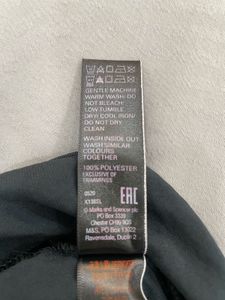 GENTLE MACHINE
WARM WASH/ DO
NOT BLEACH/
LOW TUMBLE
DRY/ COOL IRON/
DO NOT DRY
CLEAN
WASH INSIDE OUT
WASH WITH
SIMILAR
COLOURS
TOGETHER
100% POLYESTER
EXCLUSIVE OF
TRIMMINGS
0520
EAC
© Marks and Spencer plc
PO Box 3339
Chester CH99 9QS
M&S, PO Box 13022
Ravensdale, Dublin 2